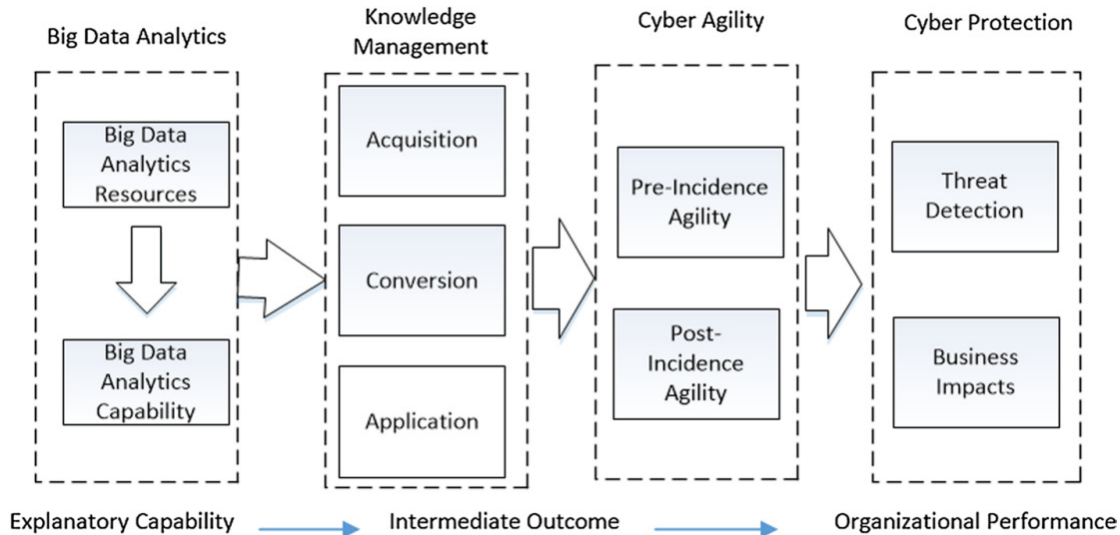 Big Data Analytics
Knowledge
Management
Cyber Agility
Cyber Protection
Big Data
Analytics
Resources
Big Data
Analytics
Capability
Acquisition
Conversion
Application
Pre-Incidence
Agility
Post-
Incidence
Agility
Threat
Detection
Business
Impacts
Explanatory Capability
Intermediate Outcome
Organizational Performance